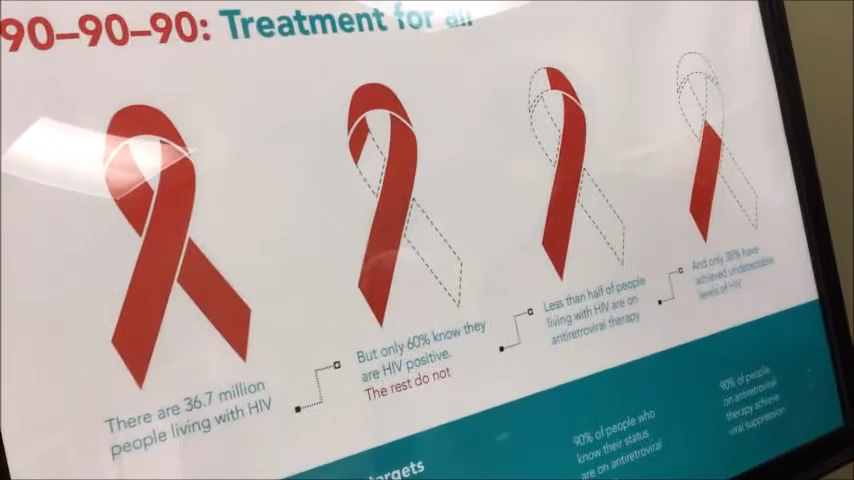 90–90–90: Treatment for all
There are 36.7 million
people living with HIV
But only 60% know they
are HIV positive.
The rest do not
Less than half of people
living with HIV are on
antiretroviral therapy
And only 38% have
achieved undetectable
levels of HIV
argets
90% of people who
know their status
are on antiretroviral
90% of people
on antiretroviral
therapy achieve
viral suppression